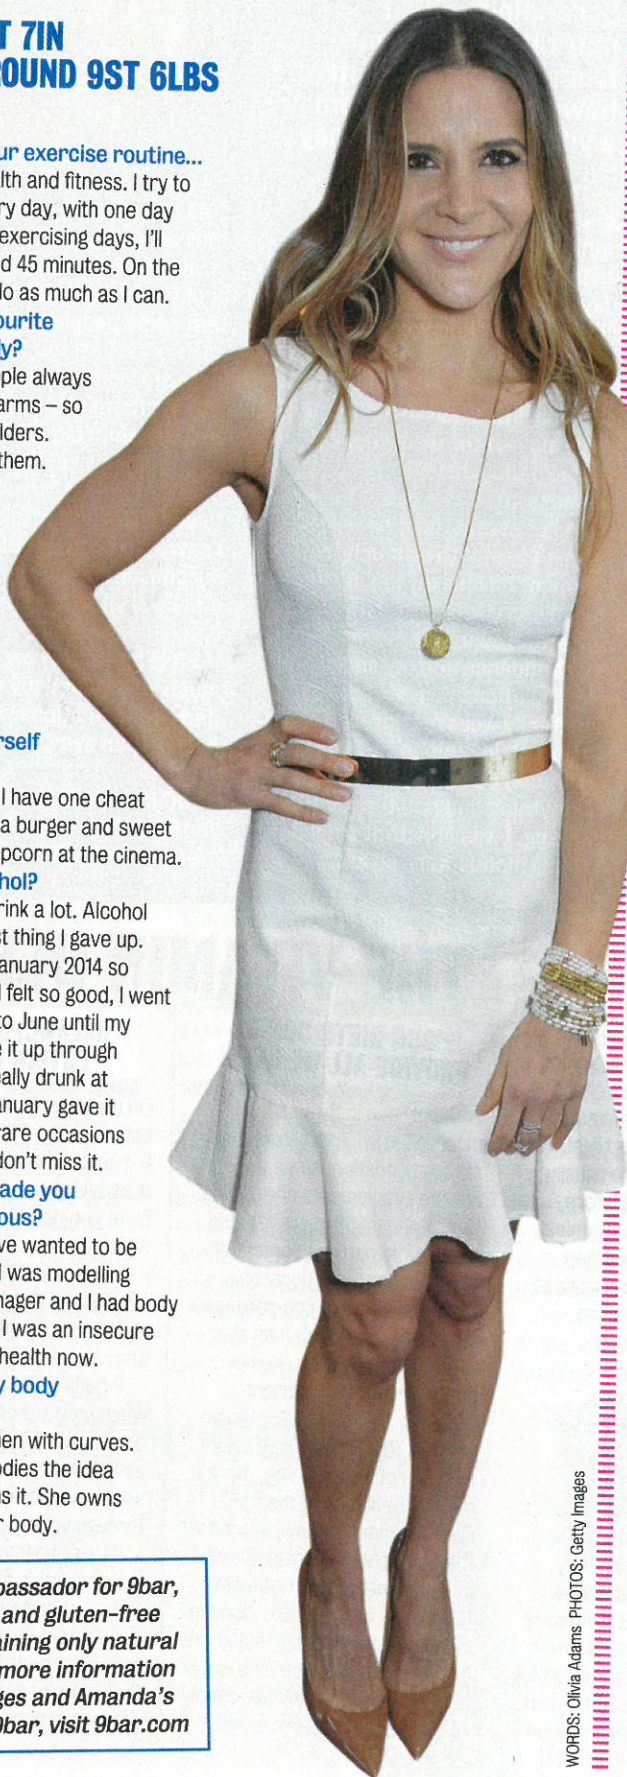 T 7IN
OUND 9ST 6LBS
ur exercise routine...
lth and fitness. I try to
ry day, with one day
exercising days, I'll
d 45 minutes. On the
lo as much as I can.
ourite
ly?
ple always
arms – so
lders.
them.
rself
I have one cheat
a burger and sweet
pcorn at the cinema.
hol?
rink a lot. Alcohol
st thing I gave up.
anuary 2014 so
I felt so good, I went
to June until my
e it up through
eally drunk at
anuary gave it
rare occasions
don't miss it.
ade you
ous?
ve wanted to be
I was modelling
nager and I had body
I was an insecure
health now.
y body
en with curves.
odies the idea
s it. She owns
r body.
bassador for 9bar,
and gluten-free
aining only natural
more information
ges and Amanda's
9bar, visit 9bar.com
WORDS: Olivia Adams PHOTOS: Getty Images